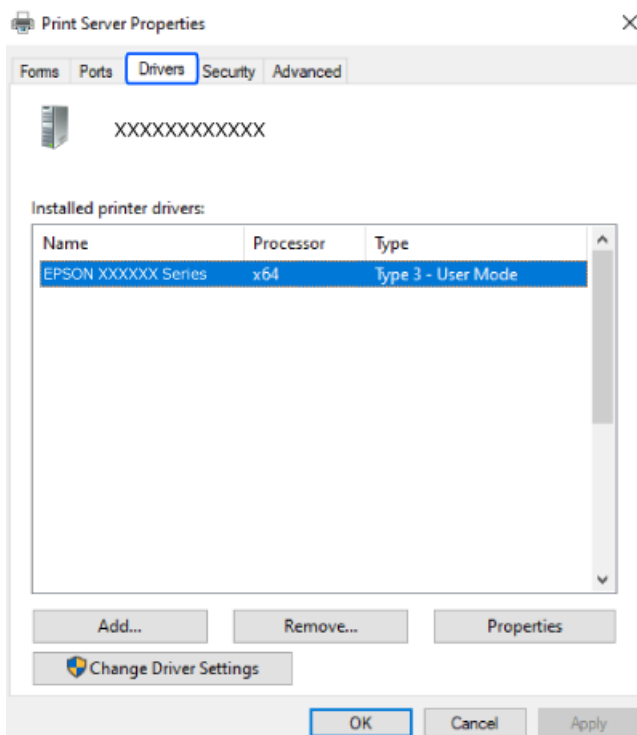 Print Server Properties
Forms Ports Drivers Security Advanced
XXXXXXXXXXXX
Installed printer drivers:
Name Processor Type
EPSON XXXXXX Series x64 Type 3 - User Mode
Add... Remove... Properties
Change Driver Settings
OK Cancel Apply